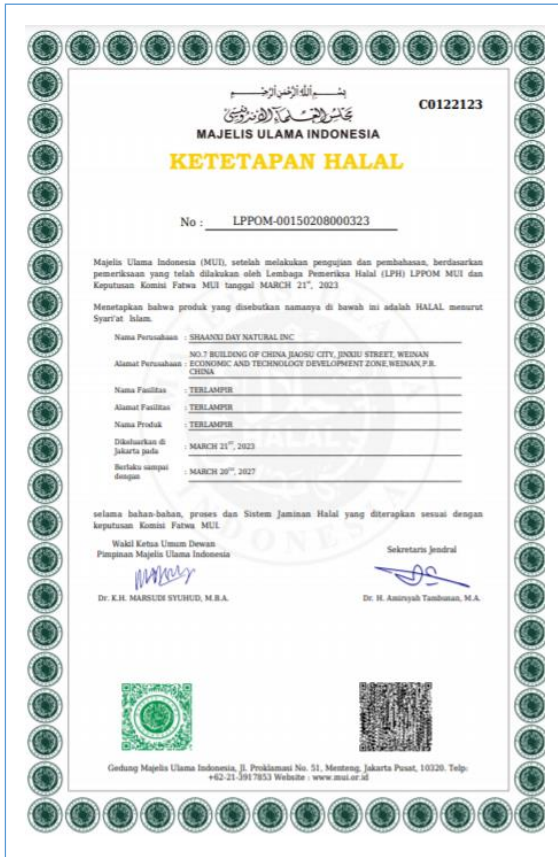 بِسْمِ اللهِ الرَّحْمٰنِ الرَّحِيْمِ
C0122123
MAJELIS ULAMA INDONESIA
KETETAPAN HALAL
No : LPPOM-00150208000323
Majelis Ulama Indonesia (MUI), setelah melakukan pengujian dan pembahasan, berdasarkan
pemeriksaan yang telah dilakukan oleh Lembaga Pemeriksa Halal (LPH) LPPOM MUI dan
Keputusan Komisi Fatwa MUI tanggal MARCH 21ST, 2023
Menetapkan bahwa produk yang disebutkan namanya di bawah ini adalah HALAL menurut
Syari'at Islam.
Nama Perusahaan : SHAANXI DAY NATURAL INC
NO.7 BUILDING OF CHINA JIAOSU CITY, JINXIU STREET, WEINAN
Alamat Perusahaan : ECONOMIC AND TECHNOLOGY DEVELOPMENT ZONE,WEINAN,P.R.
CHINA
Nama Fasilitas : TERLAMPIR
Alamat Fasilitas : TERLAMPIR
Nama Produk : TERLAMPIR
Dikeluarkan di
Jakarta pada : MARCH 21ST, 2023
Berlaku sampai
dengan : MARCH 20TH, 2027
selama bahan-bahan, proses dan Sistem Jaminan Halal yang diterapkan sesuai dengan
keputusan Komisi Fatwa MUI.
Wakil Ketua Umum Dewan
Pimpinan Majelis Ulama Indonesia
Sekretaris Jendral
Dr. K.H. MARSUDI SYUHUD, M.B.A.
Dr. H. Amirsyah Tambunan, M.A.
Gedung Majelis Ulama Indonesia, Jl. Proklamasi No. 51, Menteng, Jakarta Pusat, 10320. Telp:
+62-21-3917853 Website : www.mui.or.id